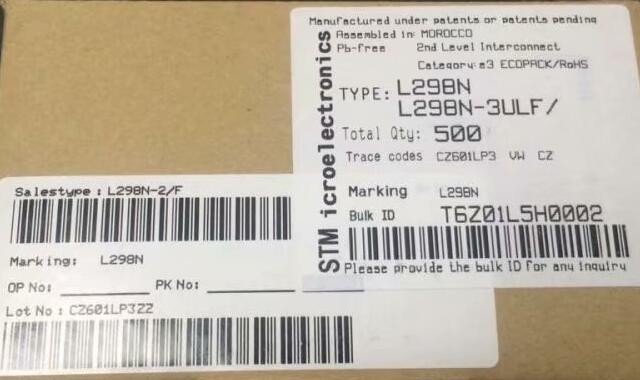 Manufactured under patents or patents pending
Assembled in: MOROCCO
Pb-free 2nd Level Interconnect
Category: e3 ECOPACK/RoHS
TYPE: L298N
L298N-3ULF/
Total Qty: 500
Trace codes CZ601LP3 VW CZ
Marking L298N
Bulk ID T6Z01L5H0002
Please provide the bulk ID for any inquiry
STMicroelectronics
Salestype : L298N-2/F
Marking: L298N
OP No: PK No:
Lot No : CZ601LP3ZZ